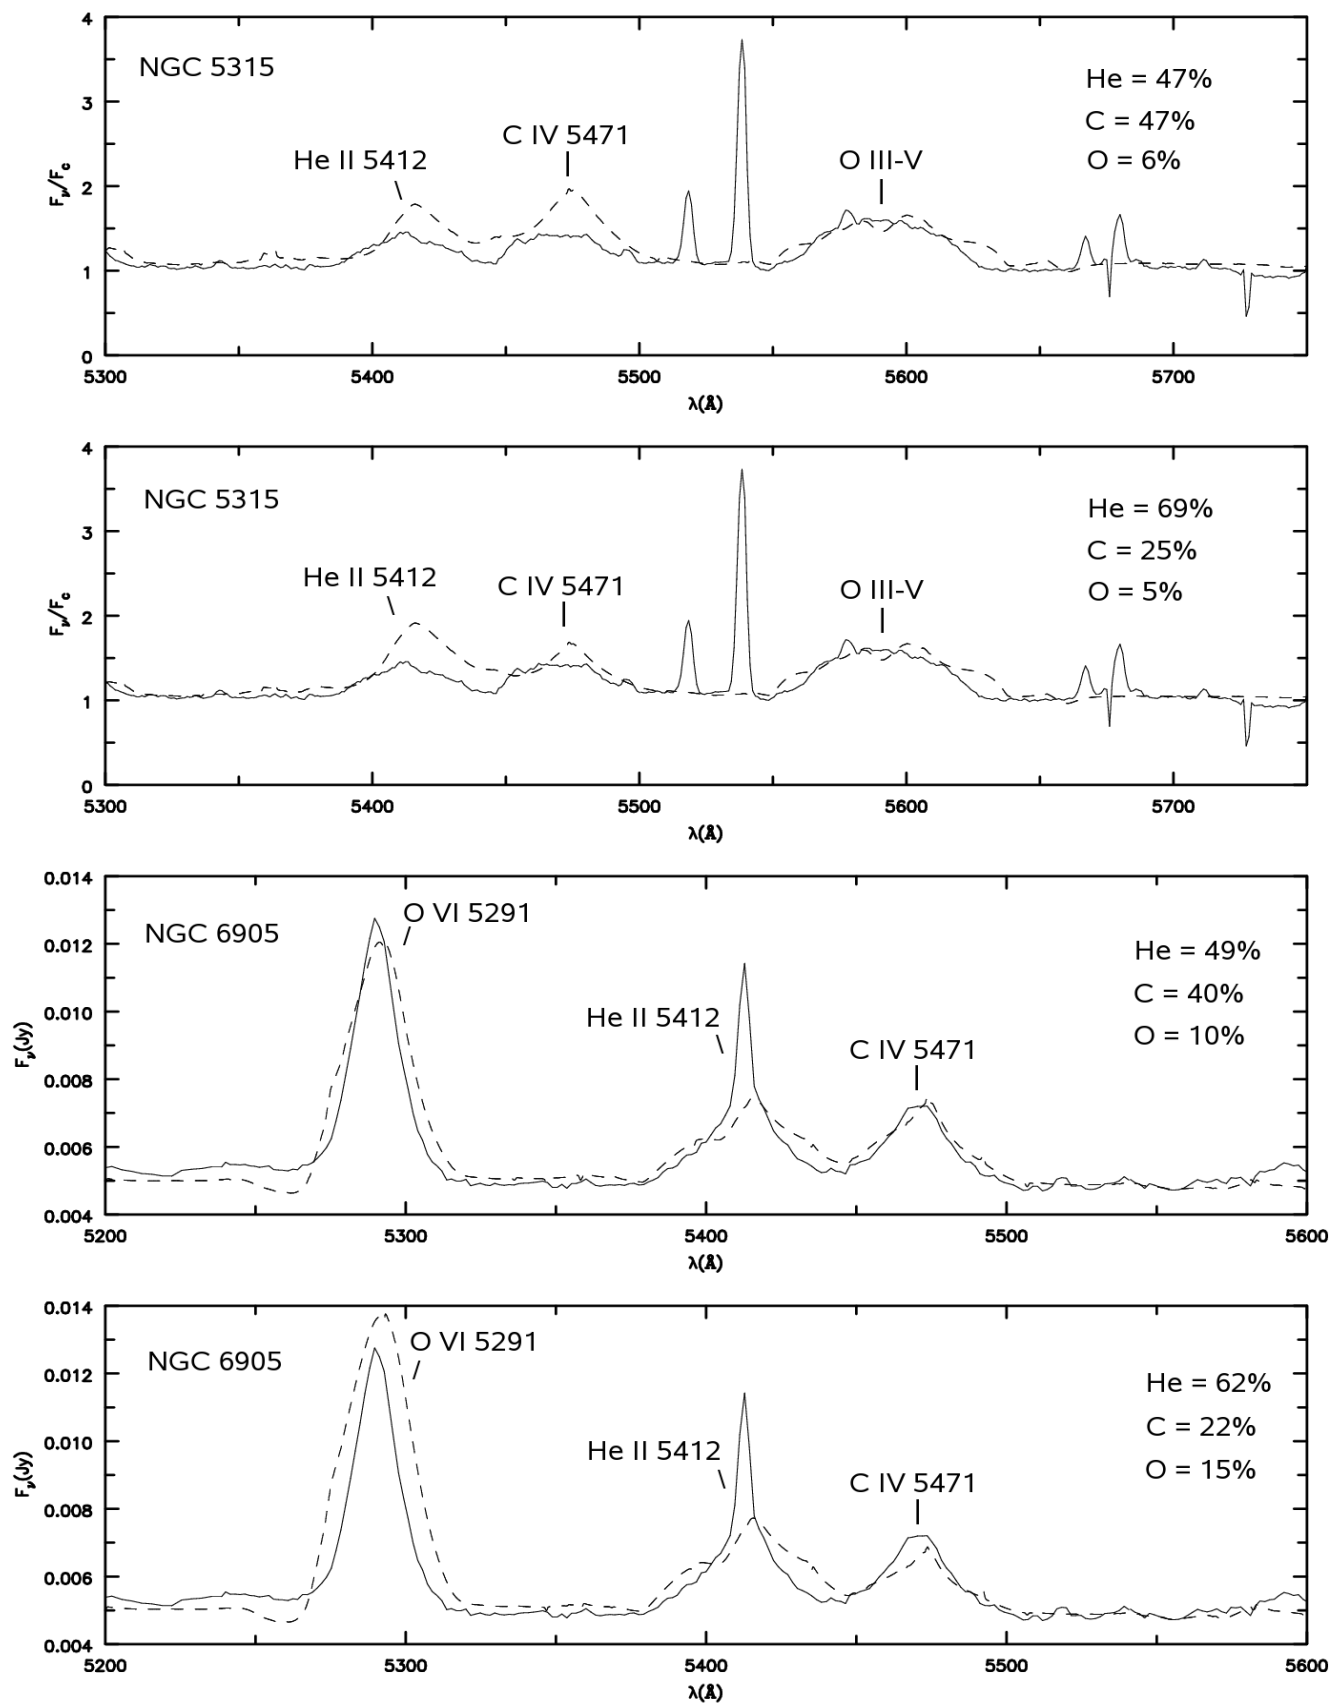 4
NGC 5315
He = 47%
3
C IV 5471
C = 47%
He II 5412
O III-V
O = 6%
F_ν/F_c
2
1
0
5300 5400 5500 5600 5700
λ(Å)
4
NGC 5315
He = 69%
3
C = 25%
He II 5412
C IV 5471
O III-V
O = 5%
F_ν/F_c
2
1
0
5300 5400 5500 5600 5700
λ(Å)
0.014
O VI 5291
NGC 6905
0.012
He = 49%
C = 40%
0.010
He II 5412
O = 10%
F_ν(Jy)
C IV 5471
0.008
0.006
0.004
5200 5300 5400 5500 5600
λ(Å)
0.014
O VI 5291
NGC 6905
0.012
He = 62%
C = 22%
0.010
He II 5412
O = 15%
F_ν(Jy)
C IV 5471
0.008
0.006
0.004
5200 5300 5400 5500 5600
λ(Å)